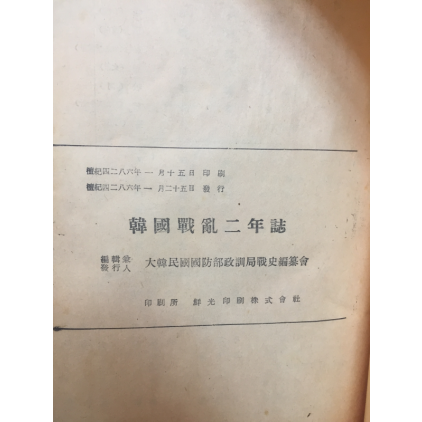 檀紀四二八六年一月十五日 印刷
檀紀四二八六年一月二十五日 發行
韓國戰亂二年誌
編輯兼
發行人 大韓民國國防部政訓局戰史編纂會
印刷所 鮮光印刷株式會社